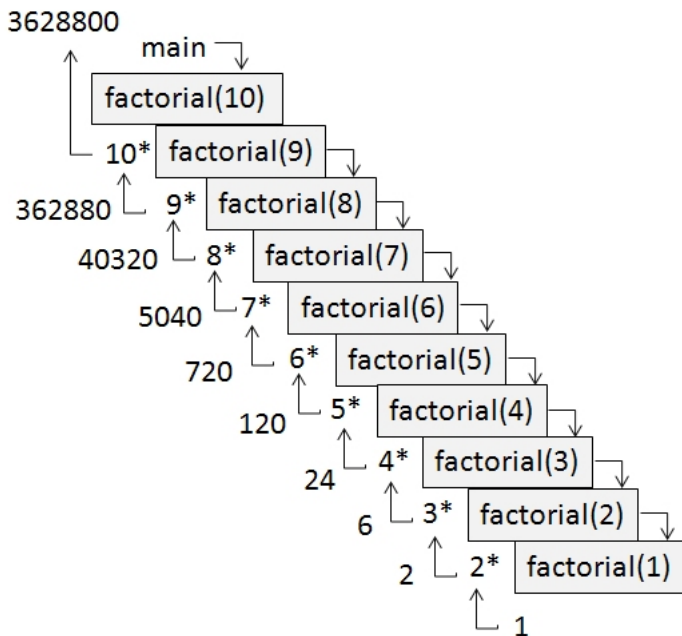 3628800
main
factorial(10)
10* factorial(9)
362880 9* factorial(8)
40320 8* factorial(7)
5040 7* factorial(6)
720 6* factorial(5)
120 5* factorial(4)
24 4* factorial(3)
6 3* factorial(2)
2 2* factorial(1)
1